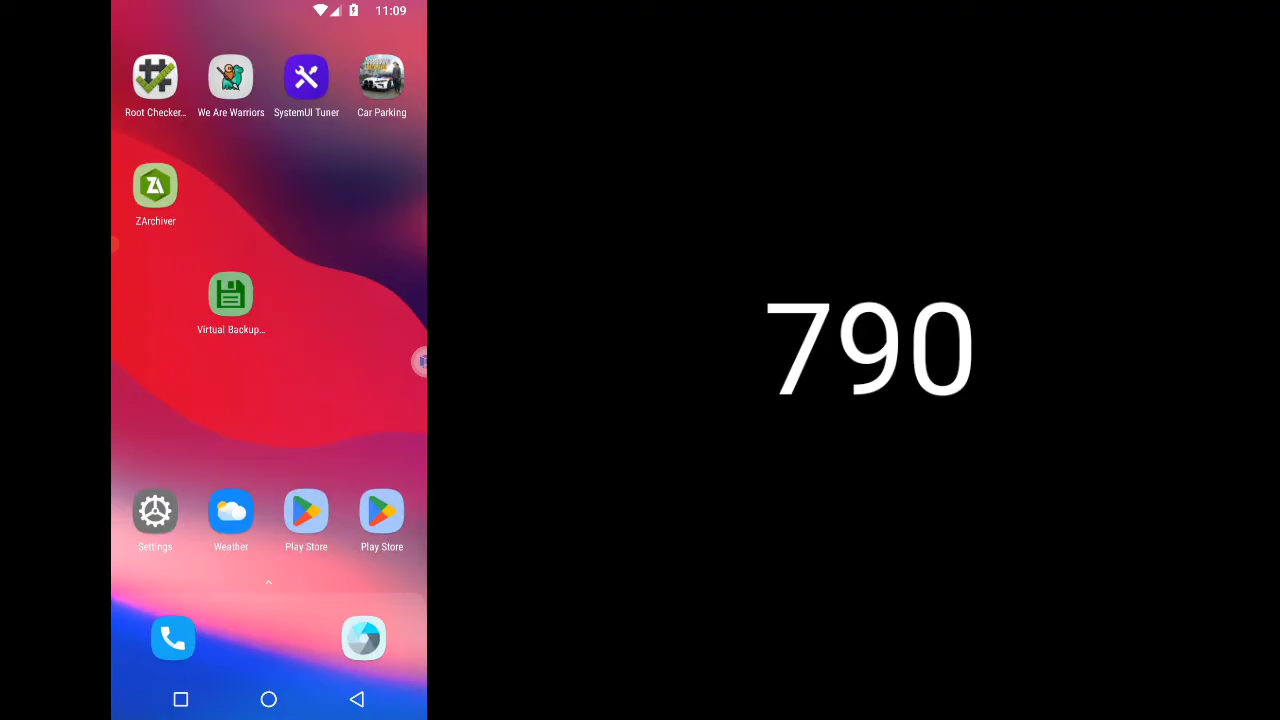 11:09
Root Checker... We Are Warriors SystemUI Tuner Car Parking
ZA
ZArchiver
Virtual Backup...
Settings Weather Play Store Play Store
790